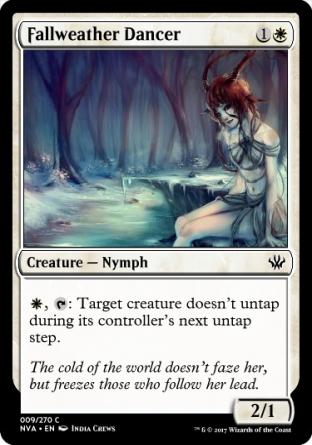 Fallweather Dancer 1
Creature — Nymph
, : Target creature doesn't untap
during its controller's next untap
step.
The cold of the world doesn't faze her,
but freezes those who follow her lead.
2/1
009/270 C
NVA • EN India Crews
™ & © 2017 Wizards of the Coast